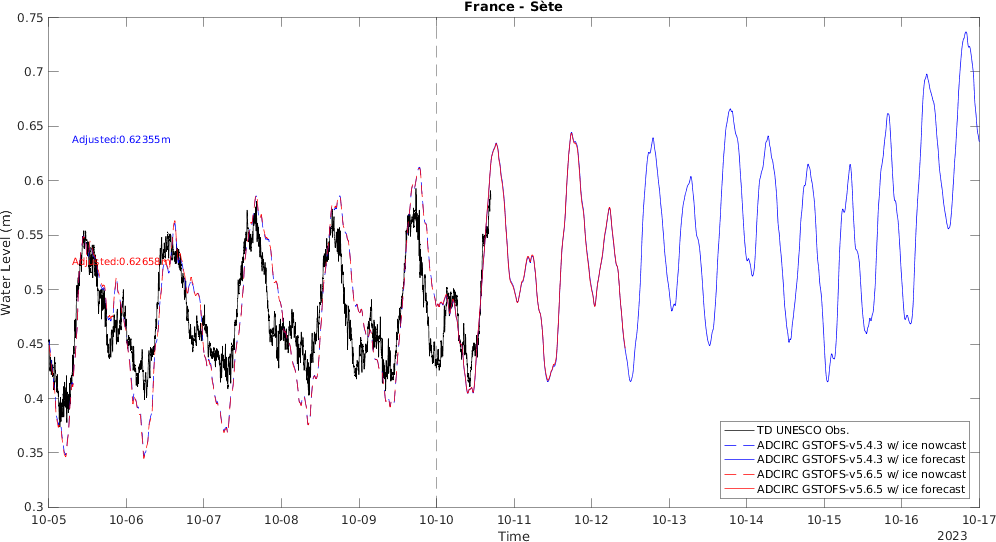 France - Sète
0.75
0.7
0.65
0.6
0.55
0.5
0.45
0.4
0.35
0.3
Water Level (m)
Adjusted:0.62355m
Adjusted:0.62658m
TD UNESCO Obs.
ADCIRC GSTOFS-v5.4.3 w/ ice nowcast
ADCIRC GSTOFS-v5.4.3 w/ ice forecast
ADCIRC GSTOFS-v5.6.5 w/ ice nowcast
ADCIRC GSTOFS-v5.6.5 w/ ice forecast
10-05 10-06 10-07 10-08 10-09 10-10 10-11 10-12 10-13 10-14 10-15 10-16 10-17
Time
2023